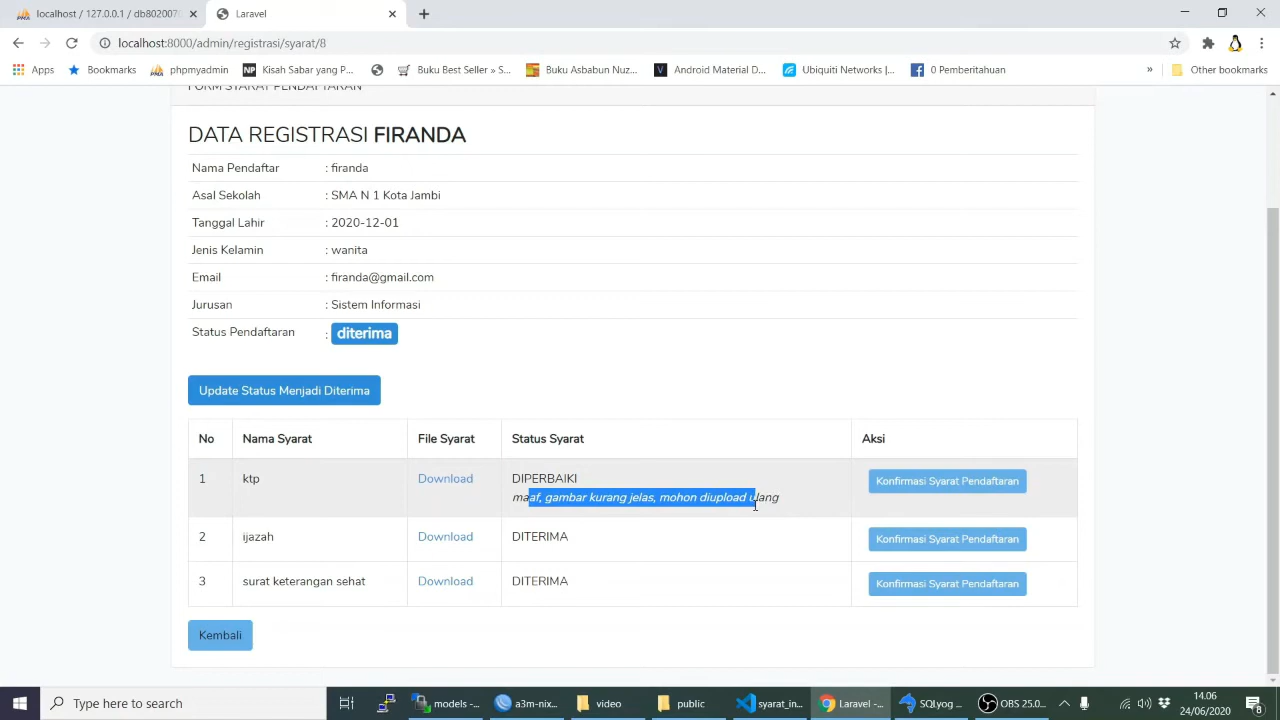 localhost / 127.0.0.1 / db8020070
Laravel
localhost:8000/admin/registrasi/syarat/8
Apps
Bookmarks
phpmyadmin
Kisah Sabar yang P...
Buku Best Seller » S...
Buku Asbabun Nuz...
Android Material D...
Ubiquiti Networks |...
0 Pemberitahuan
»
Other bookmarks
FORM SYARAT PENDAFTARAN
DATA REGISTRASI FIRANDA
Nama Pendaftar : firanda
Asal Sekolah : SMA N 1 Kota Jambi
Tanggal Lahir : 2020-12-01
Jenis Kelamin : wanita
Email : firanda@gmail.com
Jurusan : Sistem Informasi
Status Pendaftaran : diterima
Update Status Menjadi Diterima
No Nama Syarat File Syarat Status Syarat Aksi
1 ktp Download DIPERBAIKI Konfirmasi Syarat Pendaftaran
maaf, gambar kurang jelas, mohon diupload ulang
2 ijazah Download DITERIMA Konfirmasi Syarat Pendaftaran
3 surat keterangan sehat Download DITERIMA Konfirmasi Syarat Pendaftaran
Kembali
Type here to search
models -...
a3m-nix...
video
public
syarat_in...
Laravel -...
SQLyog ...
OBS 25.0...
14.06
24/06/2020
8